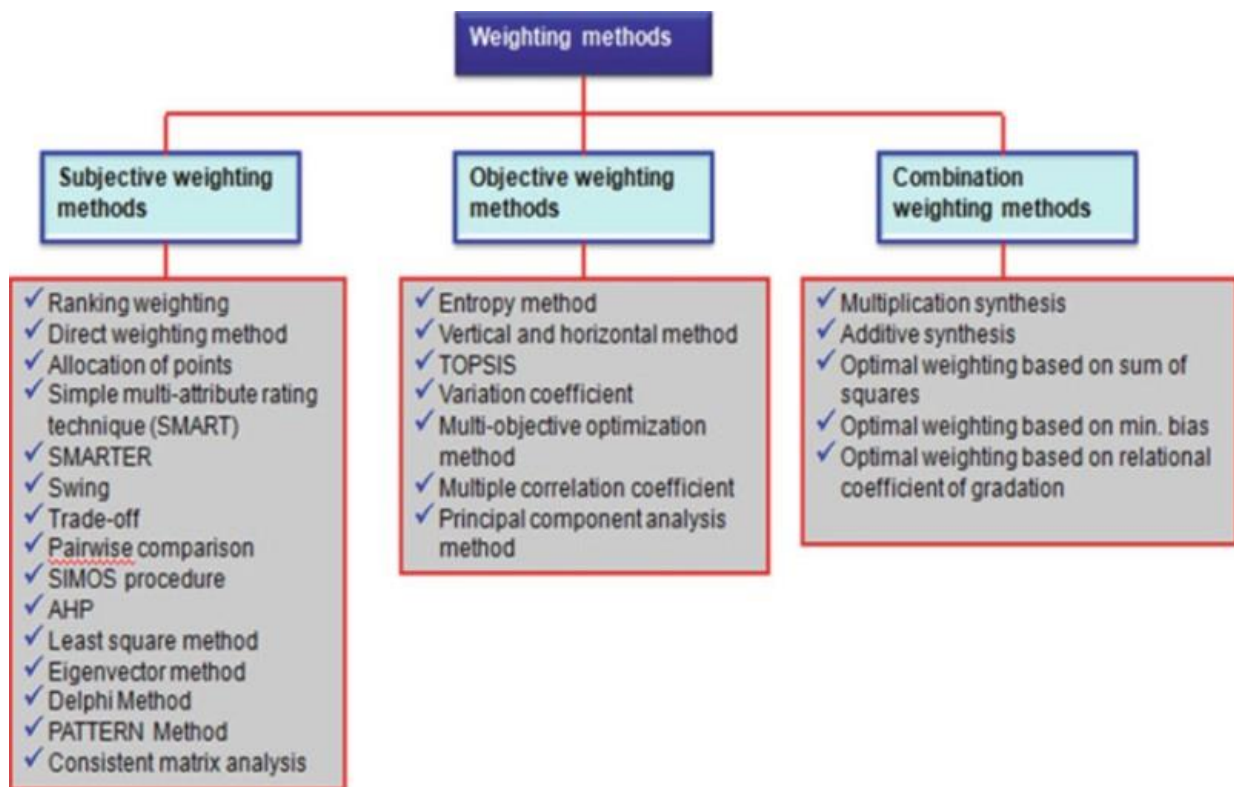 Weighting methods
Subjective weighting
methods
Objective weighting
methods
Combination
weighting methods
Ranking weighting
Direct weighting method
Allocation of points
Simple multi-attribute rating
technique (SMART)
SMARTER
Swing
Trade-off
Pairwise comparison
SIMOS procedure
AHP
Least square method
Eigenvector method
Delphi Method
PATTERN Method
Consistent matrix analysis
Entropy method
Vertical and horizontal method
TOPSIS
Variation coefficient
Multi-objective optimization
method
Multiple correlation coefficient
Principal component analysis
method
Multiplication synthesis
Additive synthesis
Optimal weighting based on sum of
squares
Optimal weighting based on min. bias
Optimal weighting based on relational
coefficient of gradation